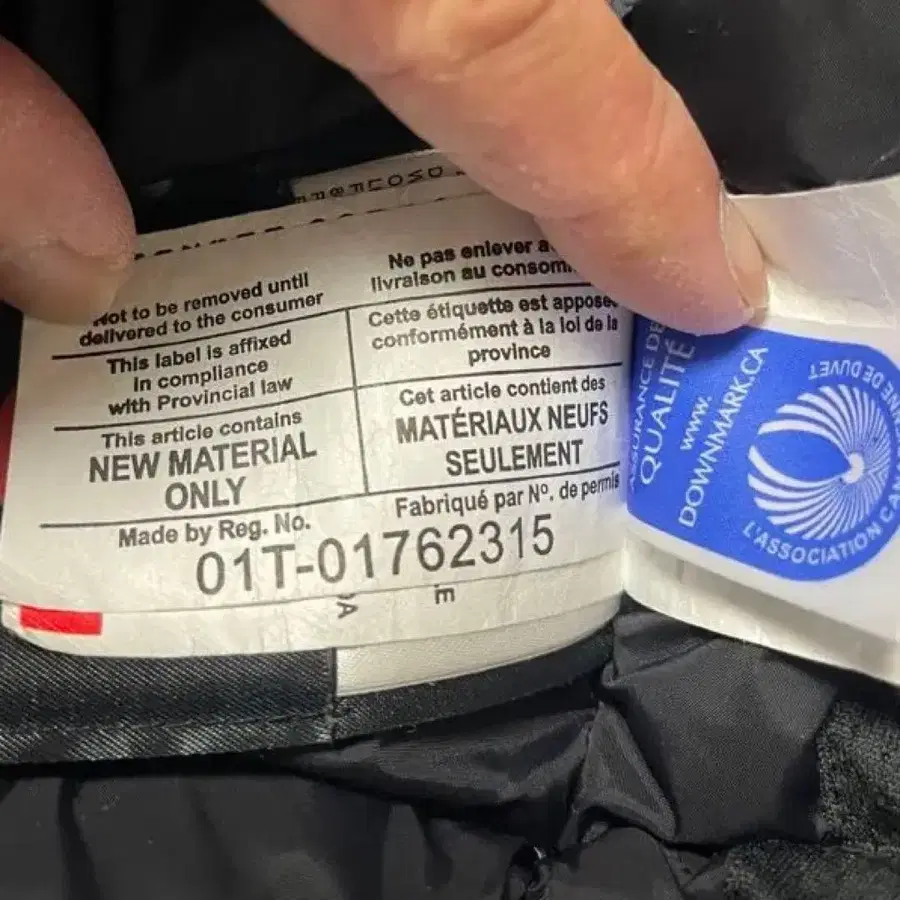 Not to be removed until
delivered to the consumer
Ne pas enlever
livraison au
This label is affixed
in compliance
with Provincial law
Cette étiquette est
conformément à la loi de la
province
This article contains
NEW MATERIAL
ONLY
Cet article contient des
MATÉRIAUX NEUFS
SEULEMENT
Made by Reg. No.
Fabriqué par Nº. de permis
01T-01762315
ASSURANCE DE
QUALITÉ
www.
DOWNMARK.CA
L'ASSOCIATION
DE DUVET